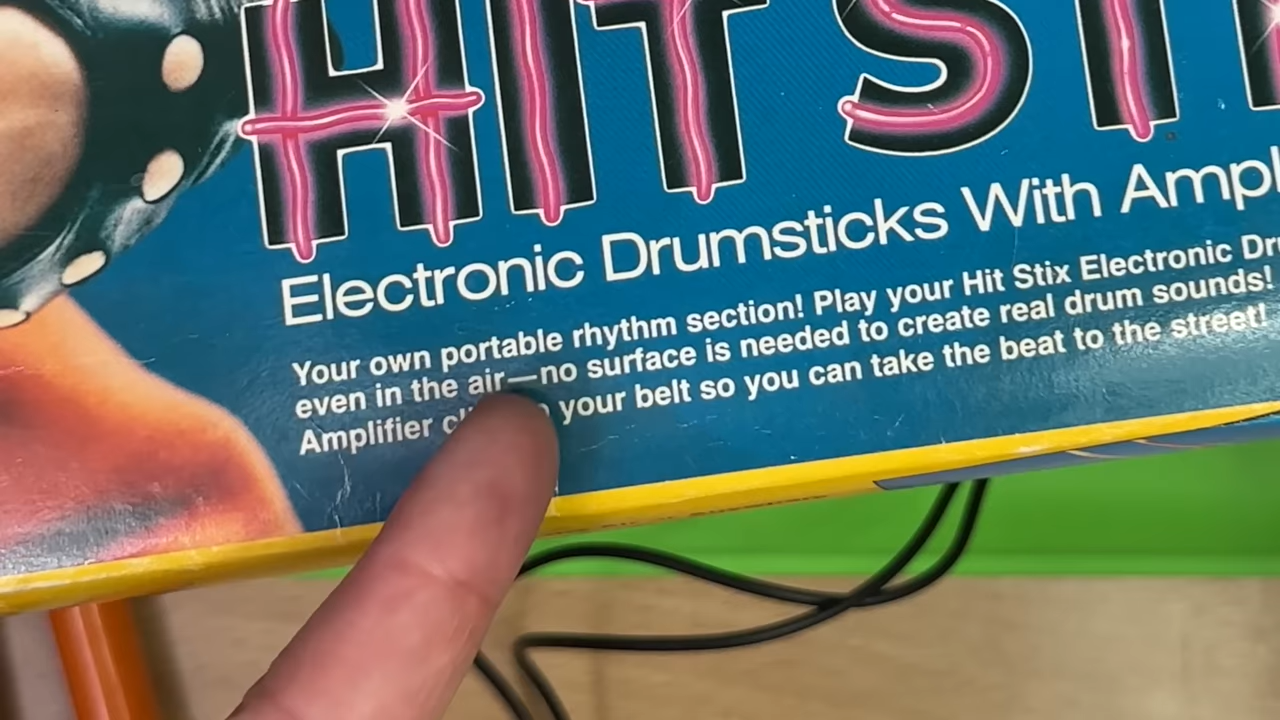 HIT STI
Electronic Drumsticks With Ampl
Your own portable rhythm section! Play your Hit Stix Electronic Dr
even in the air—no surface is needed to create real drum sounds!
Amplifier your belt so you can take the beat to the street!